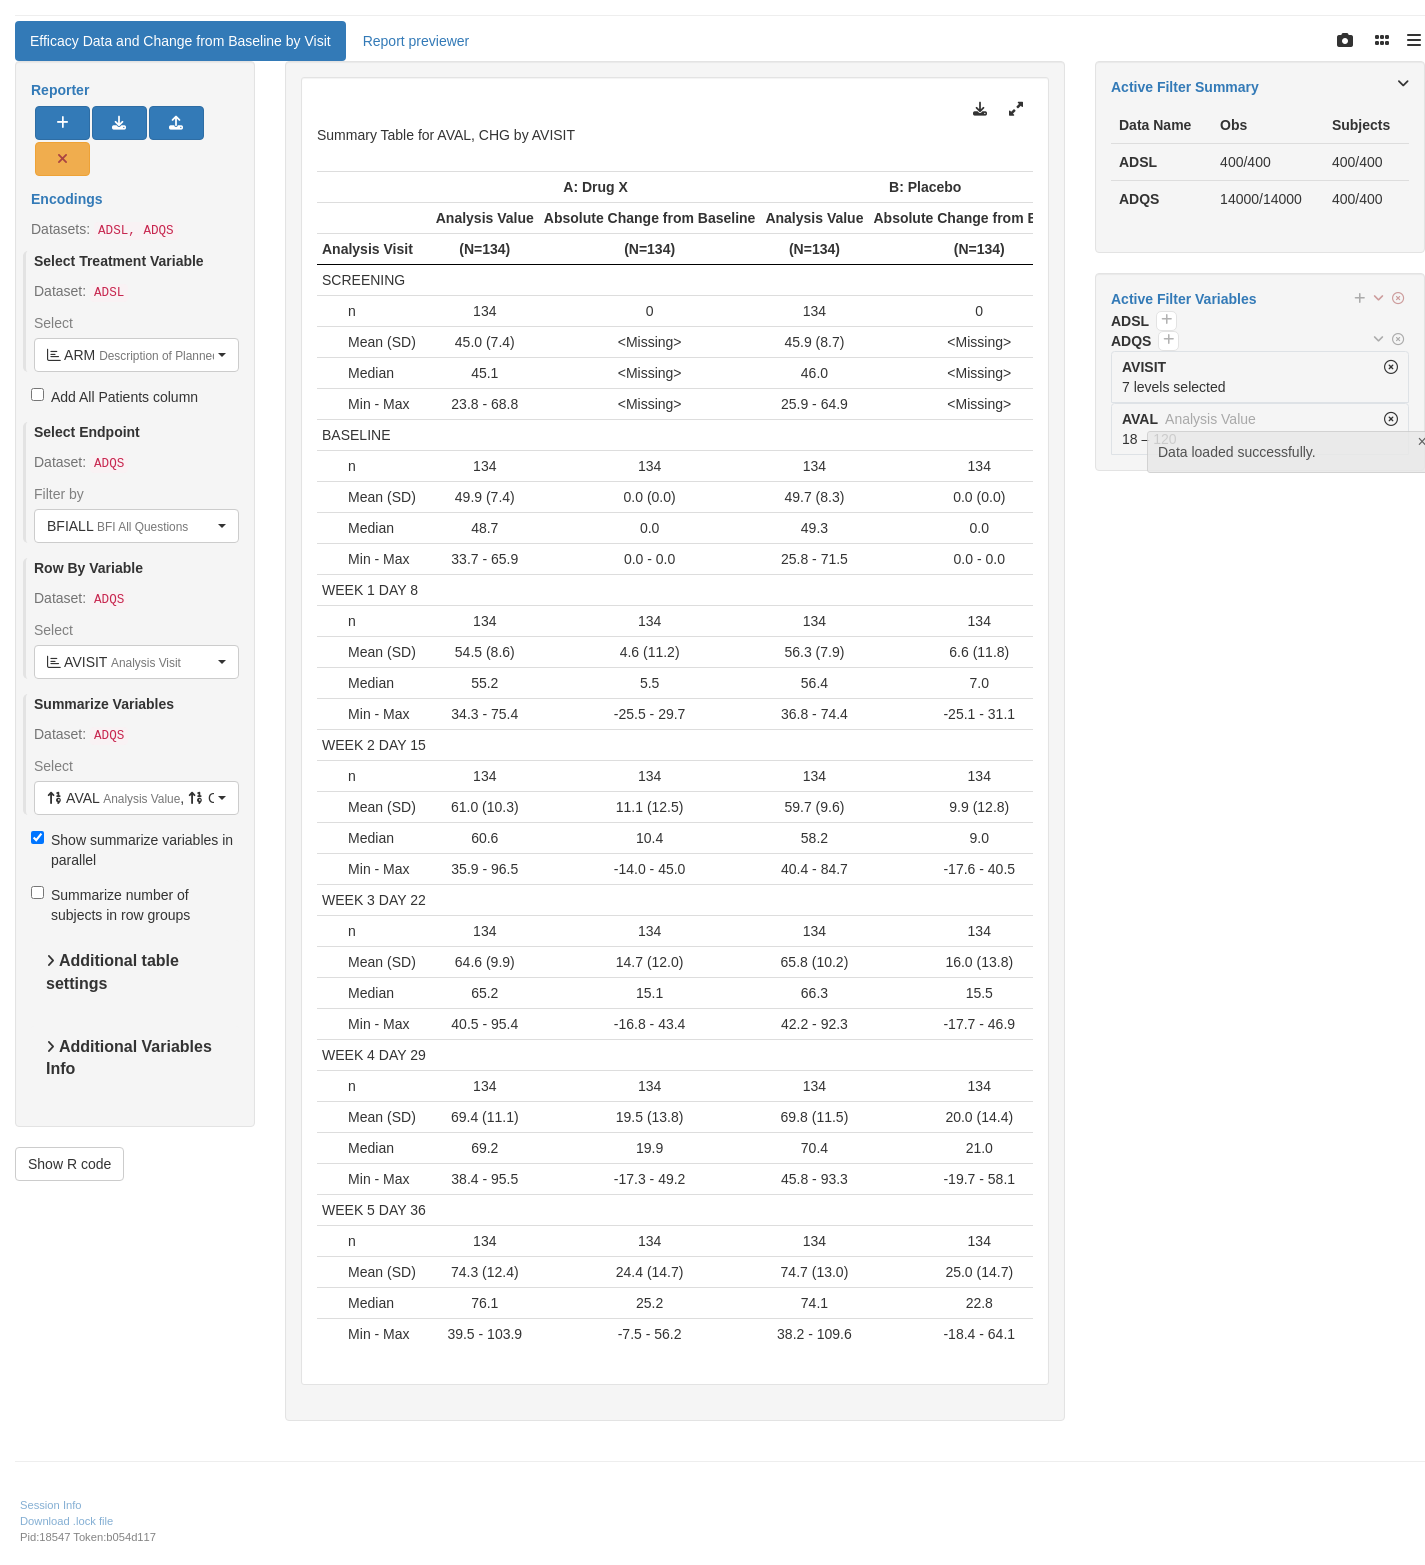 Efficacy Data and Change from Baseline by Visit
Report previewer
Reporter
Encodings
Datasets: ADSL, ADQS
Select Treatment Variable
Dataset: ADSL
Select
ARM Description of Planned
Add All Patients column
Select Endpoint
Dataset: ADQS
Filter by
BFIALL BFI All Questions
Row By Variable
Dataset: ADQS
Select
AVISIT Analysis Visit
Summarize Variables
Dataset: ADQS
Select
AVAL Analysis Value,
Show summarize variables in
parallel
Summarize number of
subjects in row groups
Additional table
settings
Additional Variables
Info
Show R code
Summary Table for AVAL, CHG by AVISIT
A: Drug X B: Placebo
Analysis Value Absolute Change from Baseline Analysis Value Absolute Change from
Analysis Visit (N=134) (N=134) (N=134) (N=134)
SCREENING
n 134 0 134 0
Mean (SD) 45.0 (7.4) <Missing> 45.9 (8.7) <Missing>
Median 45.1 <Missing> 46.0 <Missing>
Min - Max 23.8 - 68.8 <Missing> 25.9 - 64.9 <Missing>
BASELINE
n 134 134 134 134
Mean (SD) 49.9 (7.4) 0.0 (0.0) 49.7 (8.3) 0.0 (0.0)
Median 48.7 0.0 49.3 0.0
Min - Max 33.7 - 65.9 0.0 - 0.0 25.8 - 71.5 0.0 - 0.0
WEEK 1 DAY 8
n 134 134 134 134
Mean (SD) 54.5 (8.6) 4.6 (11.2) 56.3 (7.9) 6.6 (11.8)
Median 55.2 5.5 56.4 7.0
Min - Max 34.3 - 75.4 -25.5 - 29.7 36.8 - 74.4 -25.1 - 31.1
WEEK 2 DAY 15
n 134 134 134 134
Mean (SD) 61.0 (10.3) 11.1 (12.5) 59.7 (9.6) 9.9 (12.8)
Median 60.6 10.4 58.2 9.0
Min - Max 35.9 - 96.5 -14.0 - 45.0 40.4 - 84.7 -17.6 - 40.5
WEEK 3 DAY 22
n 134 134 134 134
Mean (SD) 64.6 (9.9) 14.7 (12.0) 65.8 (10.2) 16.0 (13.8)
Median 65.2 15.1 66.3 15.5
Min - Max 40.5 - 95.4 -16.8 - 43.4 42.2 - 92.3 -17.7 - 46.9
WEEK 4 DAY 29
n 134 134 134 134
Mean (SD) 69.4 (11.1) 19.5 (13.8) 69.8 (11.5) 20.0 (14.4)
Median 69.2 19.9 70.4 21.0
Min - Max 38.4 - 95.5 -17.3 - 49.2 45.8 - 93.3 -19.7 - 58.1
WEEK 5 DAY 36
n 134 134 134 134
Mean (SD) 74.3 (12.4) 24.4 (14.7) 74.7 (13.0) 25.0 (14.7)
Median 76.1 25.2 74.1 22.8
Min - Max 39.5 - 103.9 -7.5 - 56.2 38.2 - 109.6 -18.4 - 64.1
Active Filter Summary
Data Name Obs Subjects
ADSL 400/400 400/400
ADQS 14000/14000 400/400
Active Filter Variables
ADSL
ADQS
AVISIT
7 levels selected
AVAL Analysis Value
18 – 120
Data loaded successfully.
Session Info
Download .lock file
Pid:18547 Token:b054d117